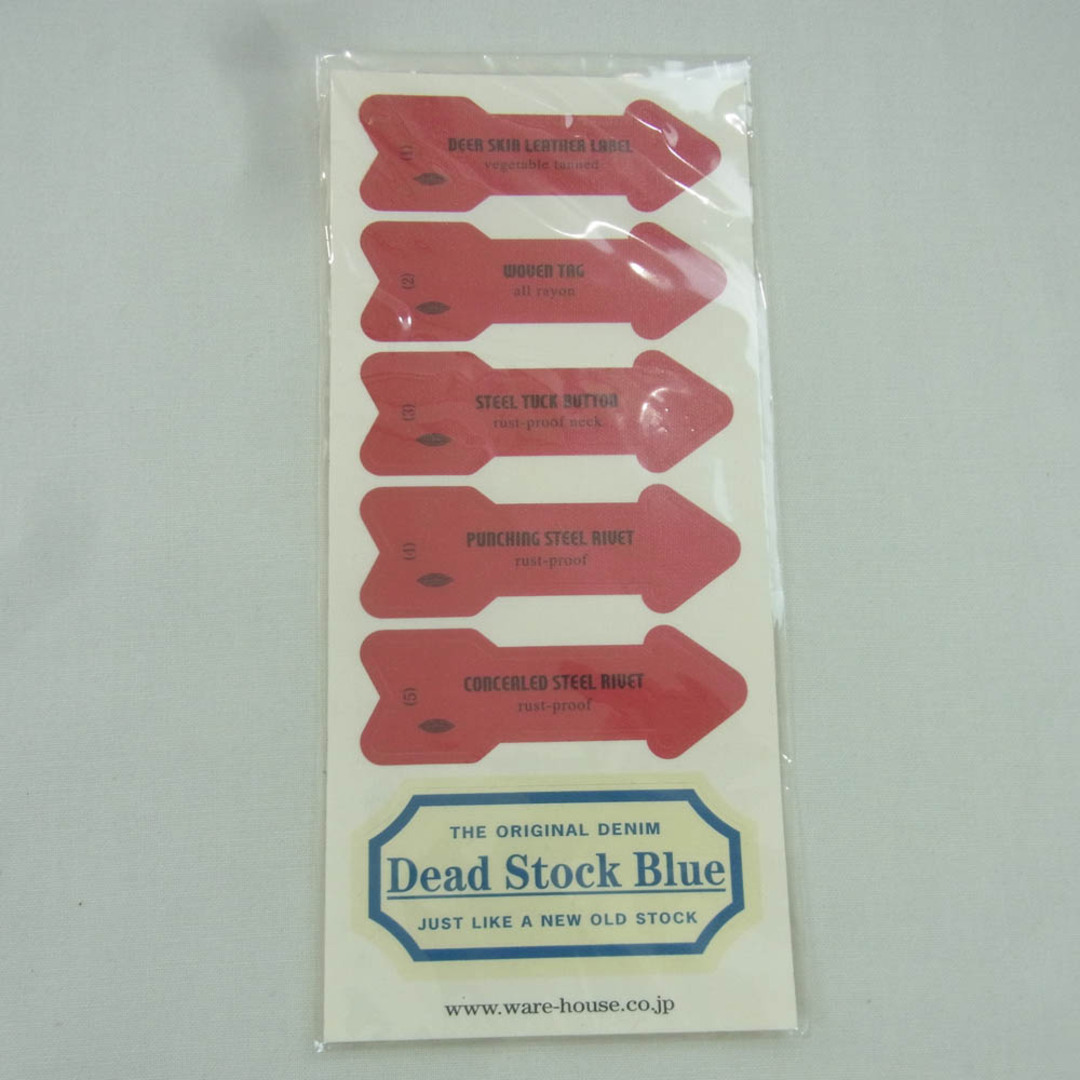 (1)
DEER SKIN LEATHER LABEL
vegetable tanned
(2)
WOVEN TAG
all rayon
(3)
STEEL TUCK BUTTON
rust-proof neck
(4)
PUNCHING STEEL RIVET
rust-proof
(5)
CONCEALED STEEL RIVET
rust-proof
THE ORIGINAL DENIM
Dead Stock Blue
JUST LIKE A NEW OLD STOCK
www.ware-house.co.jp